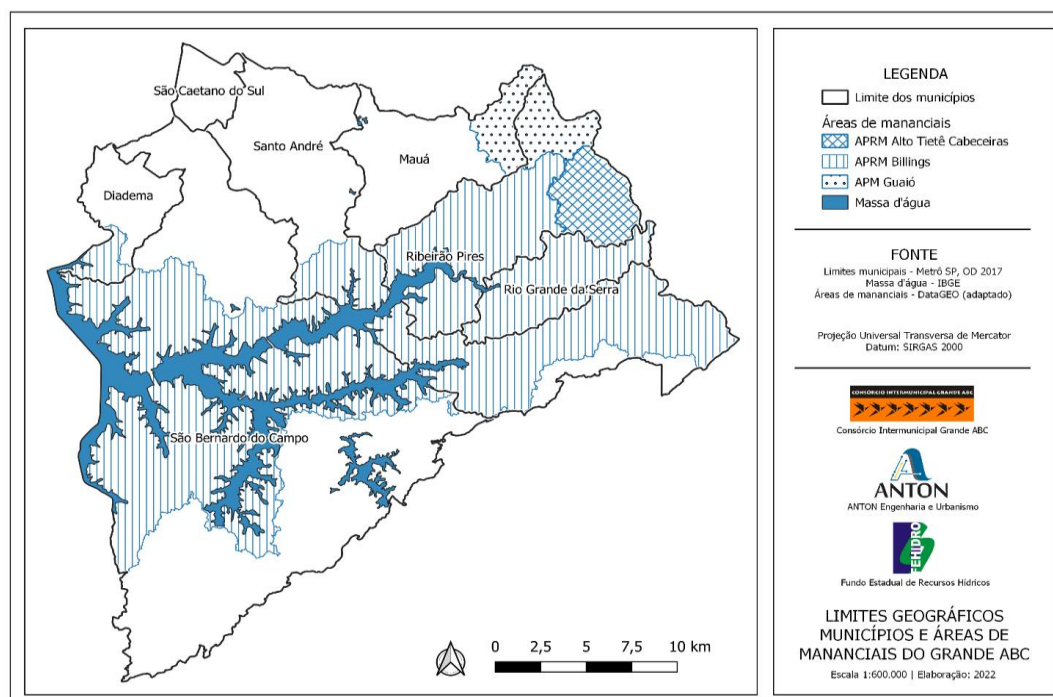 São Caetano do Sul
Santo André
Mauá
Diadema
Ribeirão Pires
Rio Grande da Serra
São Bernardo do Campo
0 2,5 5 7,5 10 km
LEGENDA
Limite dos municípios
Áreas de mananciais
APRM Alto Tietê Cabeceiras
APRM Billings
APM Guaió
Massa d'água
FONTE
Limites municipais - Metrô SP, OD 2017
Massa d'água - IBGE
Áreas de mananciais - DataGEO (adaptado)
Projeção Universal Transversa de Mercator
Datum: SIRGAS 2000
CONSÓRCIO INTERMUNICIPAL GRANDE ABC
Consórcio Intermunicipal Grande ABC
ANTON
ANTON Engenharia e Urbanismo
FEHIDRO
Fundo Estadual de Recursos Hídricos
LIMITES GEOGRÁFICOS
MUNICÍPIOS E ÁREAS DE
MANANCIAIS DO GRANDE ABC
Escala 1:600.000 | Elaboração: 2022